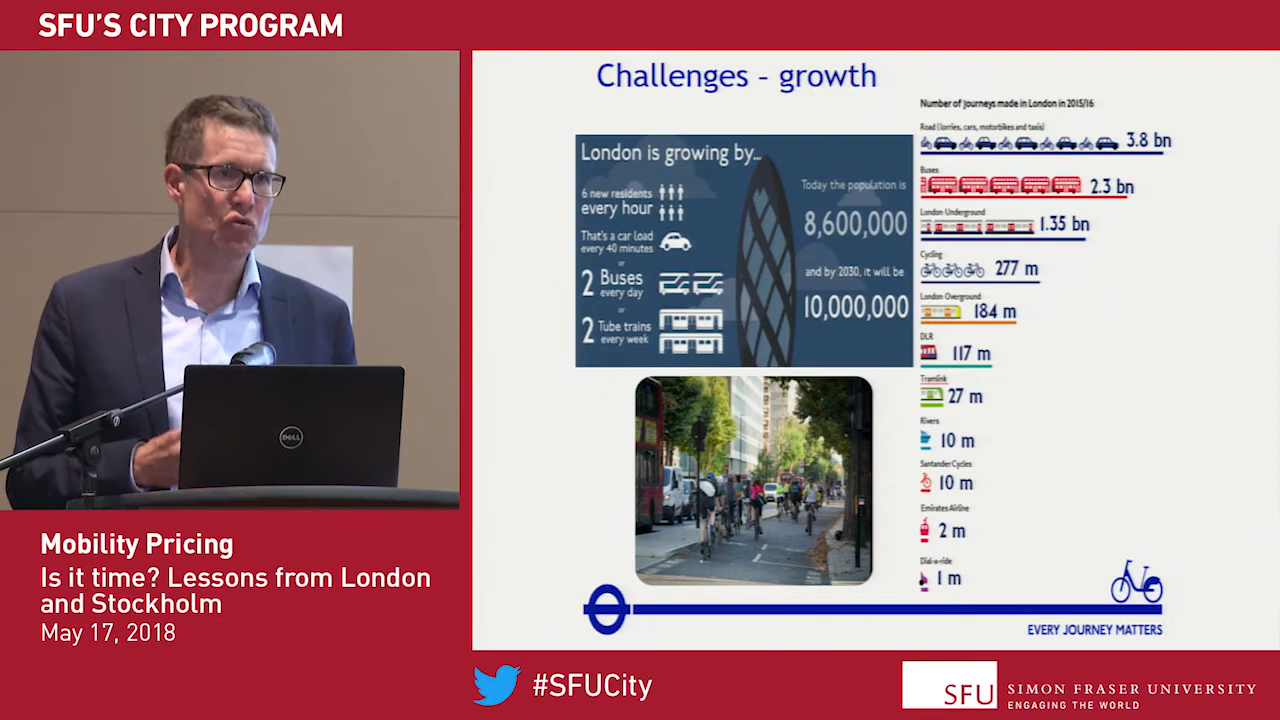 SFU'S CITY PROGRAM
Challenges - growth
London is growing by...
6 new residents
every hour
That's a car load
every 40 minutes
or
2 Buses
every day
or
2 Tube trains
every week
Today the population is
8,600,000
and by 2030, it will be
10,000,000
Number of journeys made in London in 2015/16
Road (lorries, cars, motorbikes and taxis)
3.8 bn
Buses
2.3 bn
London Underground
1.35 bn
Cycling
277 m
London Overground
184 m
DLR
117 m
Tramlink
27 m
Rivers
10 m
Santander Cycles
10 m
Emirates Airline
2 m
Dial-a-ride
1 m
EVERY JOURNEY MATTERS
DELL
Mobility Pricing
Is it time? Lessons from London
and Stockholm
May 17, 2018
#SFUCity
SFU
SIMON FRASER UNIVERSITY
ENGAGING THE WORLD